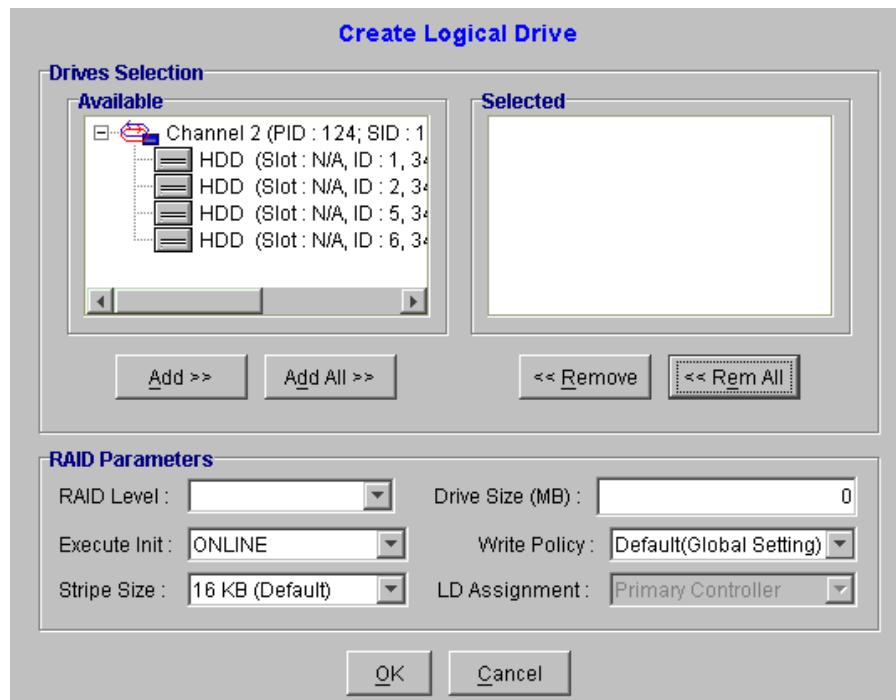 Create Logical Drive
Drives Selection
Available
Channel 2 (PID : 124; SID : 1
HDD (Slot : N/A, ID : 1, 34
HDD (Slot : N/A, ID : 2, 34
HDD (Slot : N/A, ID : 5, 34
HDD (Slot : N/A, ID : 6, 34
Selected
Add >>
Add All >>
<< Remove
<< Rem All
RAID Parameters
RAID Level :
Drive Size (MB) : 0
Execute Init : ONLINE
Write Policy : Default(Global Setting)
Stripe Size : 16 KB (Default)
LD Assignment : Primary Controller
OK
Cancel